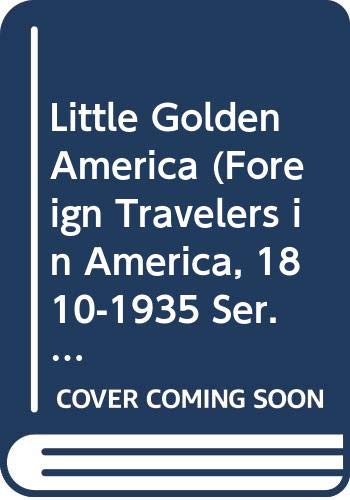 Little Golden
America (Fore
ign Travelers i
n America, 18
10-1935 Ser.
...
COVER COMING SOON